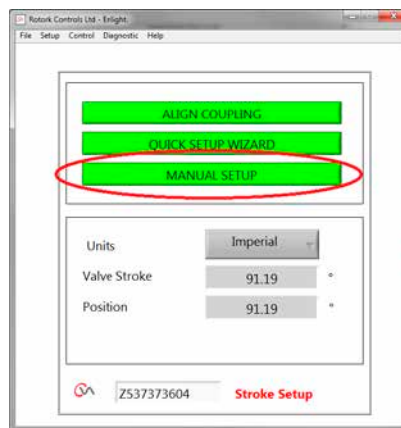 Rotork Controls Ltd - Enlight
File Setup Control Diagnostic Help
ALIGN COUPLING
QUICK SETUP WIZARD
MANUAL SETUP
Units Imperial
Valve Stroke 91.19 °
Position 91.19 °
Z537373604 Stroke Setup